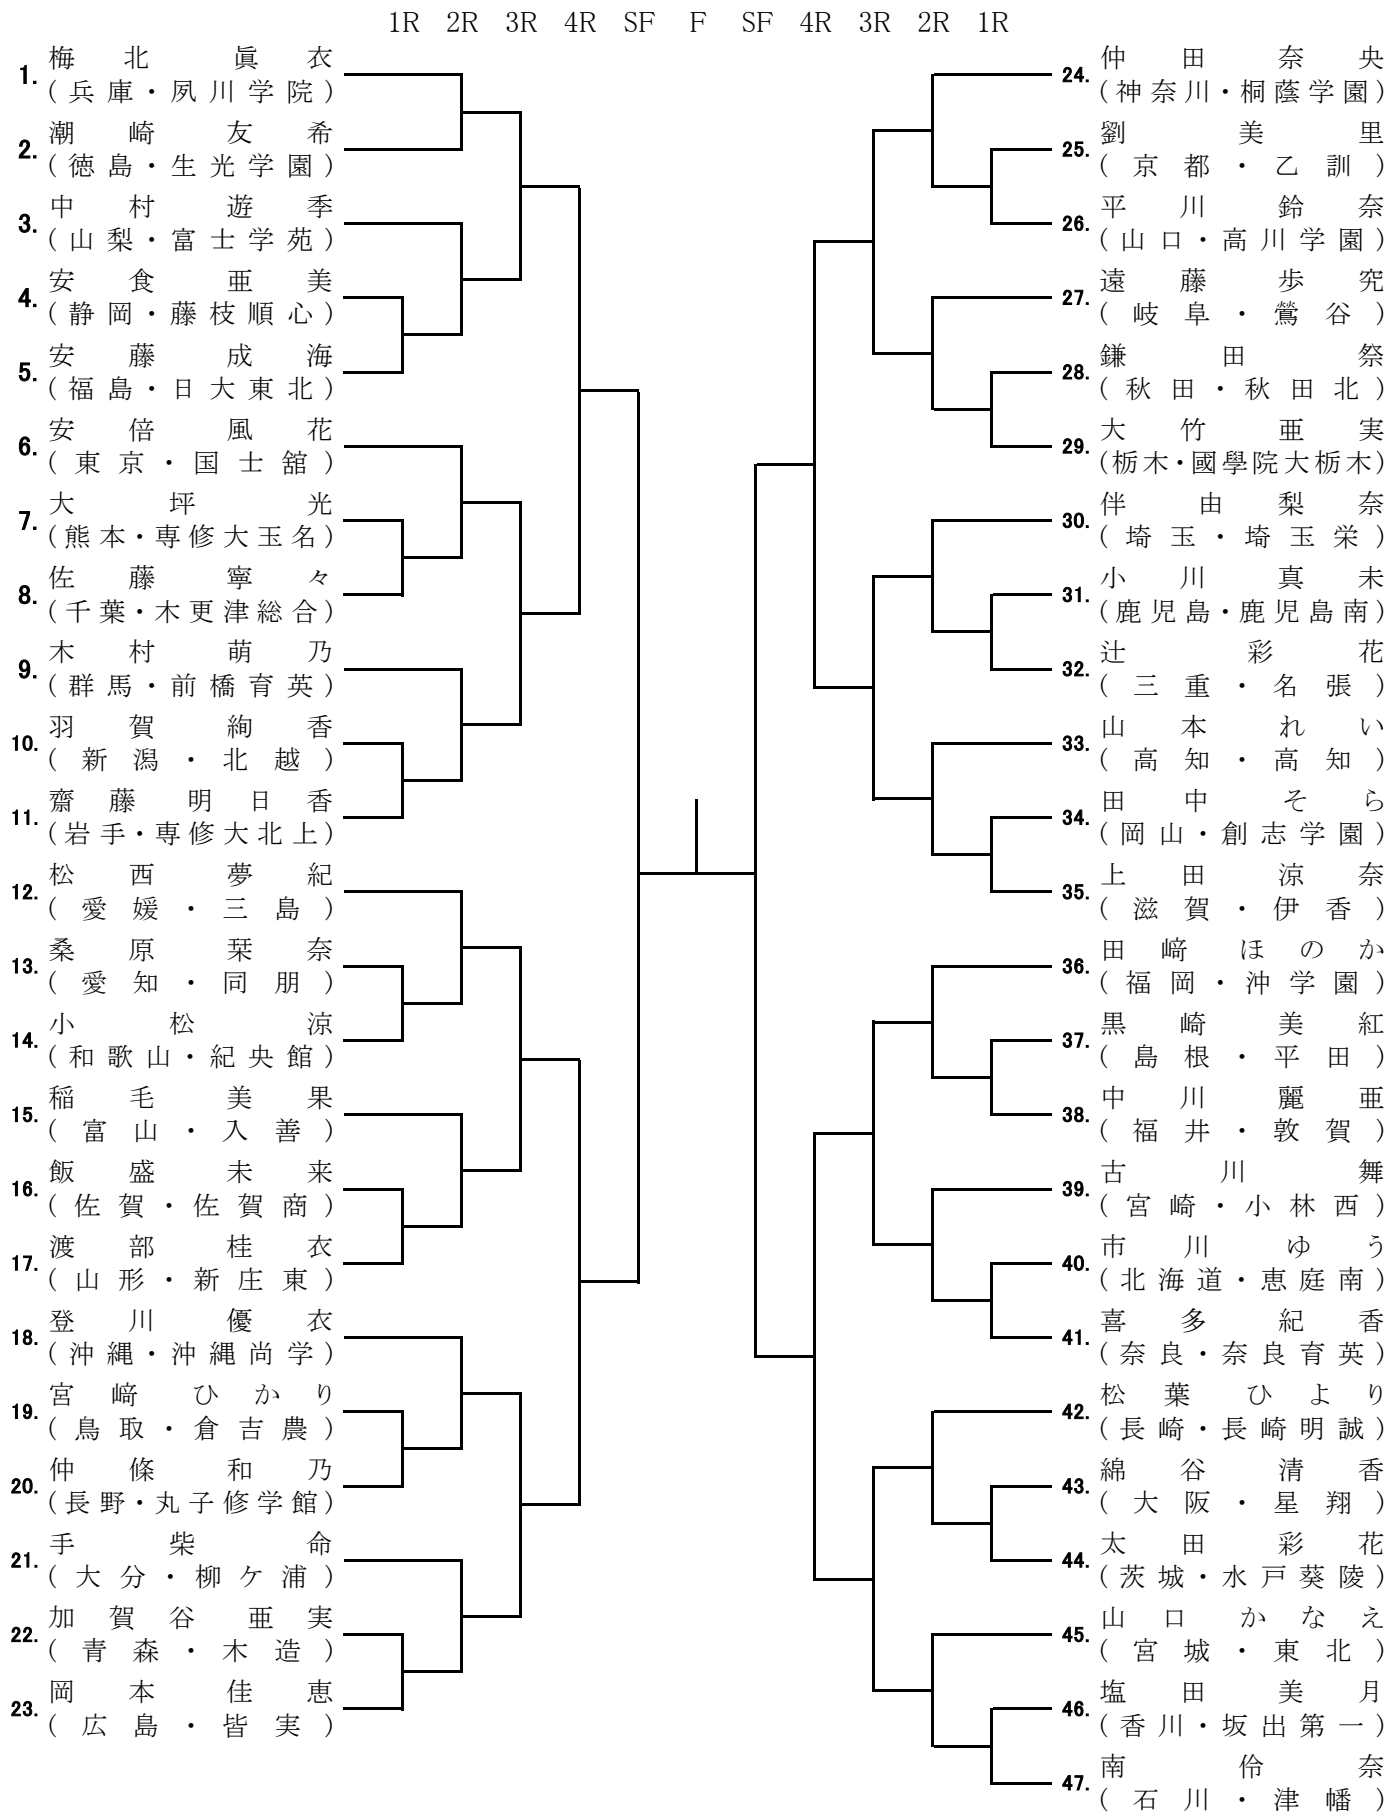 1R 2R 3R 4R SF F SF 4R 3R 2R 1R
1. 梅北眞衣
(兵庫・夙川学院)
2. 潮崎友希
(徳島・生光学園)
3. 中村遊季
(山梨・富士学苑)
4. 安食亜美
(静岡・藤枝順心)
5. 安藤成海
(福島・日大東北)
6. 安倍風花
(東京・国士舘)
7. 大坪光
(熊本・専修大玉名)
8. 佐藤寧々
(千葉・木更津総合)
9. 木村萌乃
(群馬・前橋育英)
10. 羽賀絢香
(新潟・北越)
11. 齋藤明日香
(岩手・専修大北上)
12. 松西夢紀
(愛媛・三島)
13. 桑原栞奈
(愛知・同朋)
14. 小松涼
(和歌山・紀央館)
15. 稲毛美果
(富山・入善)
16. 飯盛未来
(佐賀・佐賀商)
17. 渡部桂衣
(山形・新庄東)
18. 登川優衣
(沖縄・沖縄尚学)
19. 宮﨑ひかり
(鳥取・倉吉農)
20. 仲條和乃
(長野・丸子修学館)
21. 手柴命
(大分・柳ケ浦)
22. 加賀谷亜実
(青森・木造)
23. 岡本佳恵
(広島・皆実)
24. 仲田奈央
(神奈川・桐蔭学園)
25. 劉美里
(京都・乙訓)
26. 平川鈴奈
(山口・高川学園)
27. 遠藤歩究
(岐阜・鶯谷)
28. 鎌田祭
(秋田・秋田北)
29. 大竹亜実
(栃木・國學院大栃木)
30. 伴由梨奈
(埼玉・埼玉栄)
31. 小川真未
(鹿児島・鹿児島南)
32. 辻彩花
(三重・名張)
33. 山本れい
(高知・高知)
34. 田中そら
(岡山・創志学園)
35. 上田涼奈
(滋賀・伊香)
36. 田﨑ほのか
(福岡・沖学園)
37. 黒崎美紅
(島根・平田)
38. 中川麗亜
(福井・敦賀)
39. 古川舞
(宮崎・小林西)
40. 市川ゆう
(北海道・恵庭南)
41. 喜多紀香
(奈良・奈良育英)
42. 松葉ひより
(長崎・長崎明誠)
43. 綿谷清香
(大阪・星翔)
44. 太田彩花
(茨城・水戸葵陵)
45. 山口かなえ
(宮城・東北)
46. 塩田美月
(香川・坂出第一)
47. 南伶奈
(石川・津幡)